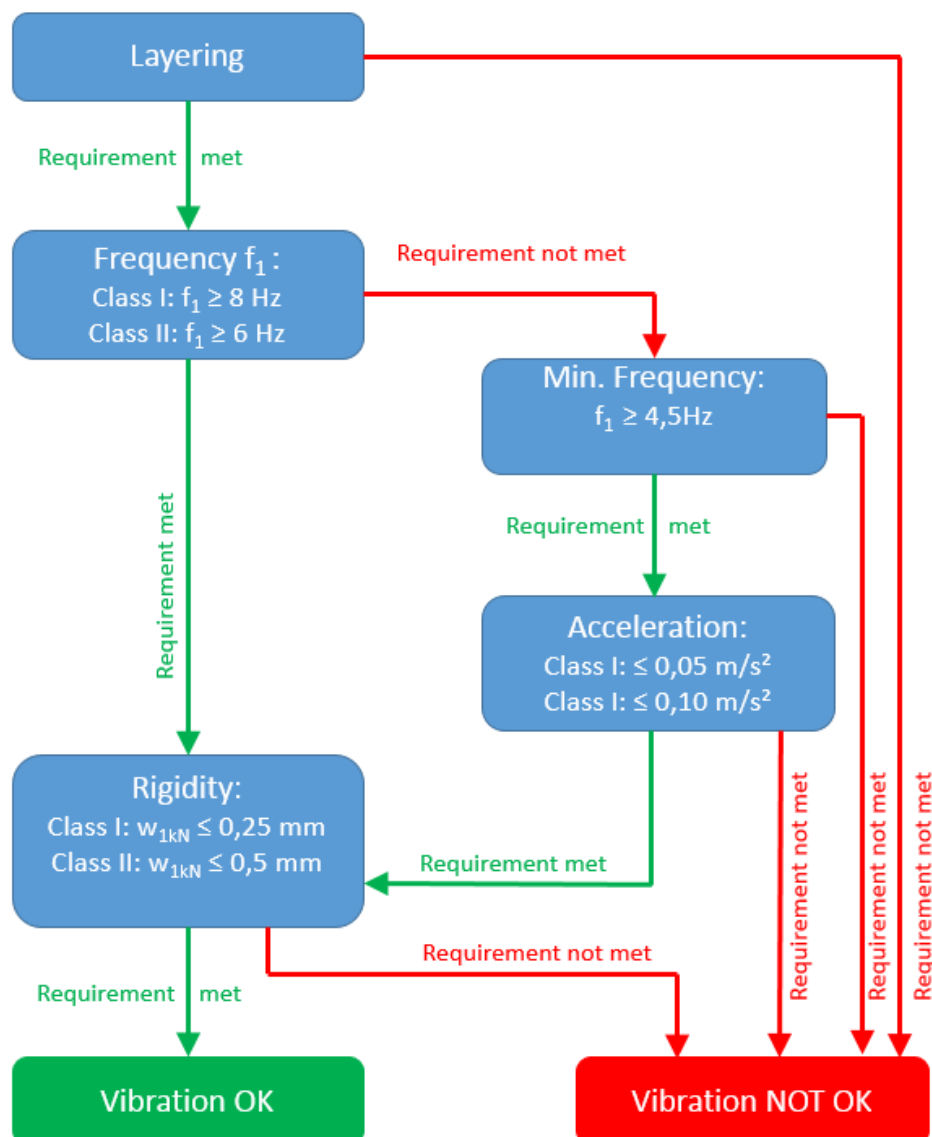 Layering
Requirement met
Frequency f₁ :
Class I: f₁ ≥ 8 Hz
Class II: f₁ ≥ 6 Hz
Requirement not met
Min. Frequency:
f₁ ≥ 4,5Hz
Requirement met
Requirement met
Acceleration:
Class I: ≤ 0,05 m/s²
Class I: ≤ 0,10 m/s²
Rigidity:
Class I: w₁ₖN ≤ 0,25 mm
Class II: w₁ₖN ≤ 0,5 mm
Requirement met
Requirement not met
Requirement not met
Requirement not met
Requirement not met
Requirement met
Vibration OK
Vibration NOT OK